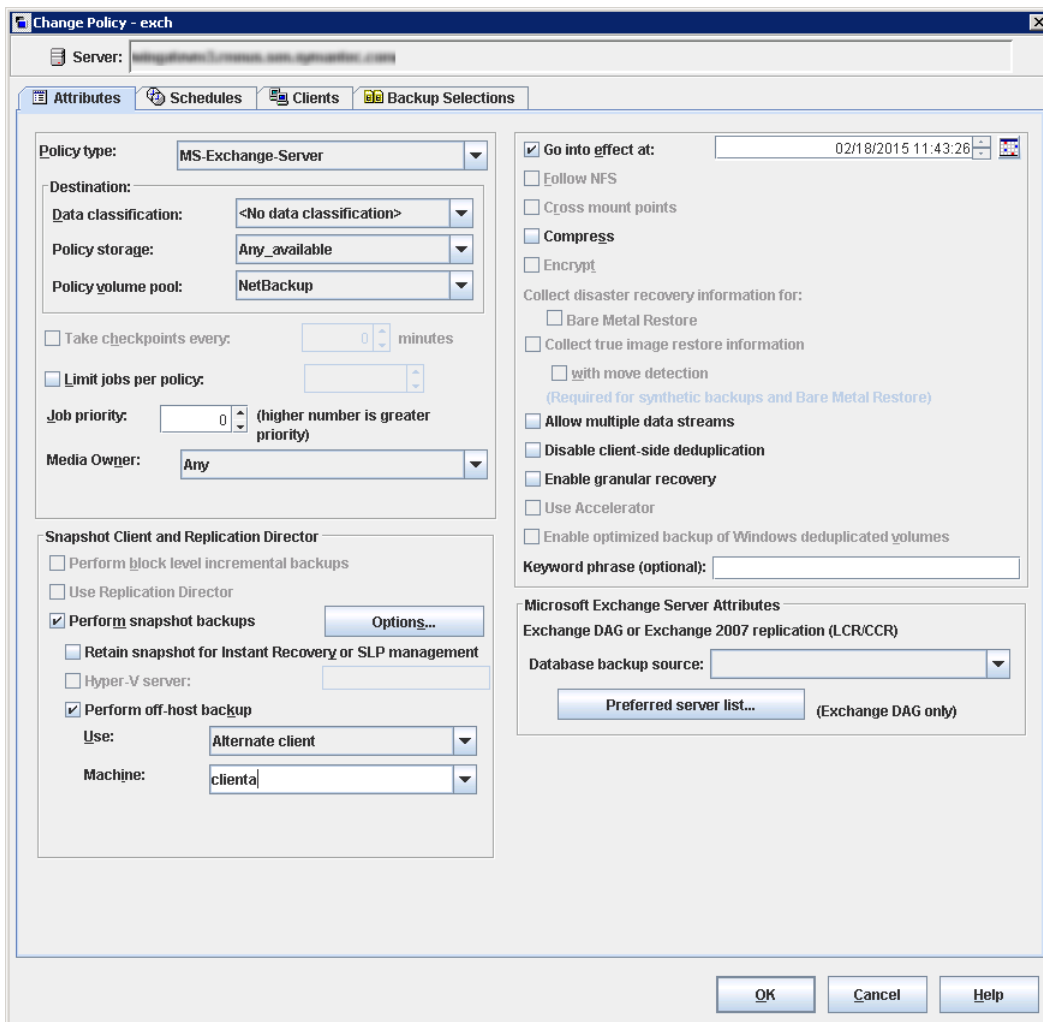 Change Policy - exch
Server:
Attributes
Schedules
Clients
Backup Selections
Policy type:
MS-Exchange-Server
Destination:
Data classification:
<No data classification>
Policy storage:
Any_available
Policy volume pool:
NetBackup
Take checkpoints every:
0
minutes
Limit jobs per policy:
Job priority:
0
(higher number is greater
priority)
Media Owner:
Any
Snapshot Client and Replication Director
Perform block level incremental backups
Use Replication Director
Perform snapshot backups
Options...
Retain snapshot for Instant Recovery or SLP management
Hyper-V server:
Perform off-host backup
Use:
Alternate client
Machine:
clienta
Go into effect at:
02/18/2015 11:43:26
Follow NFS
Cross mount points
Compress
Encrypt
Collect disaster recovery information for:
Bare Metal Restore
Collect true image restore information
with move detection
(Required for synthetic backups and Bare Metal Restore)
Allow multiple data streams
Disable client-side deduplication
Enable granular recovery
Use Accelerator
Enable optimized backup of Windows deduplicated volumes
Keyword phrase (optional):
Microsoft Exchange Server Attributes
Exchange DAG or Exchange 2007 replication (LCR/CCR)
Database backup source:
Preferred server list...
(Exchange DAG only)
OK
Cancel
Help